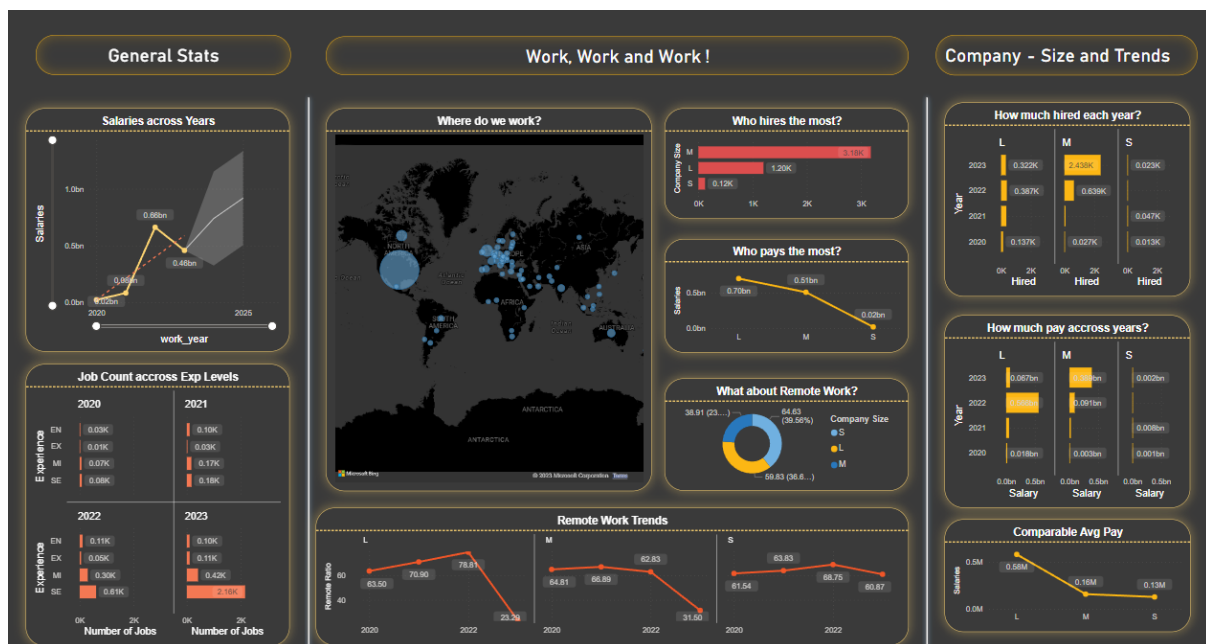 General Stats
Work, Work and Work !
Company - Size and Trends
Salaries across Years
Salaries
1.0bn
0.5bn
0.0bn
0.02bn
0.66bn
0.46bn
2020
2025
work_year
Job Count accross Exp Levels
2020
2021
Experience
EN
0.03K
0.10K
EX
0.01K
0.03K
MI
0.07K
0.17K
SE
0.08K
0.18K
2022
2023
Experience
EN
0.11K
0.10K
EX
0.05K
0.11K
MI
0.30K
0.42K
SE
0.61K
2.16K
0K
2K
0K
2K
Number of Jobs
Number of Jobs
Where do we work?
NORTH
ASIA
AFRICA
SOUTH
AMERICA
AUSTRALIA
ANTARCTICA
ANTARCTICA
Microsoft Bing
© 2025 Microsoft Corporation
Terms
Who hires the most?
Company Size
M
3.18K
L
1.20K
S
0.12K
0K
1K
2K
3K
Who pays the most?
Salaries
0.5bn
0.0bn
0.70bn
0.51bn
0.02bn
L
M
S
What about Remote Work?
36.91 (23....)
64.63
(39.56%)
59.83 (36.6...)
Company Size
S
L
M
Remote Work Trends
Remote Ratio
L
M
S
60
40
63.50
70.90
78.81
23.29
64.81
66.89
62.83
31.50
61.54
63.83
68.75
60.87
2020
2022
2020
2022
2020
2022
How much hired each year?
L
M
S
Year
2023
0.322K
2.438K
0.023K
2022
0.387K
0.639K
2021
0.047K
2020
0.137K
0.027K
0.013K
0K
2K
0K
2K
0K
2K
Hired
Hired
Hired
How much pay accross years?
L
M
S
Year
2023
0.067bn
0.002bn
2022
0.091bn
2021
0.008bn
2020
0.018bn
0.003bn
0.001bn
0.0bn
0.5bn
0.0bn
0.5bn
0.0bn
0.5bn
Salary
Salary
Salary
Comparable Avg Pay
Salaries
0.5M
0.0M
0.58M
0.16M
0.13M
L
M
S